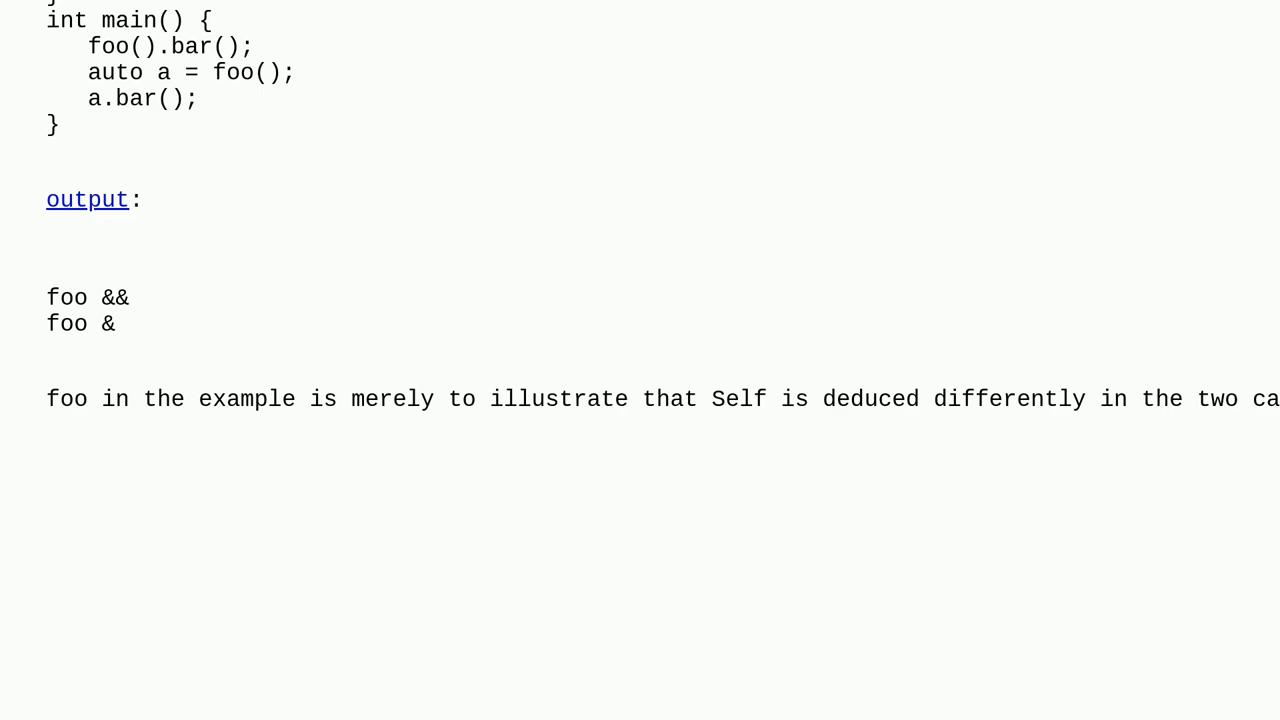 }
int main() {
   foo().bar();
   auto a = foo();
   a.bar();
}
output:
foo &&
foo &
foo in the example is merely to illustrate that Self is deduced differently in the two